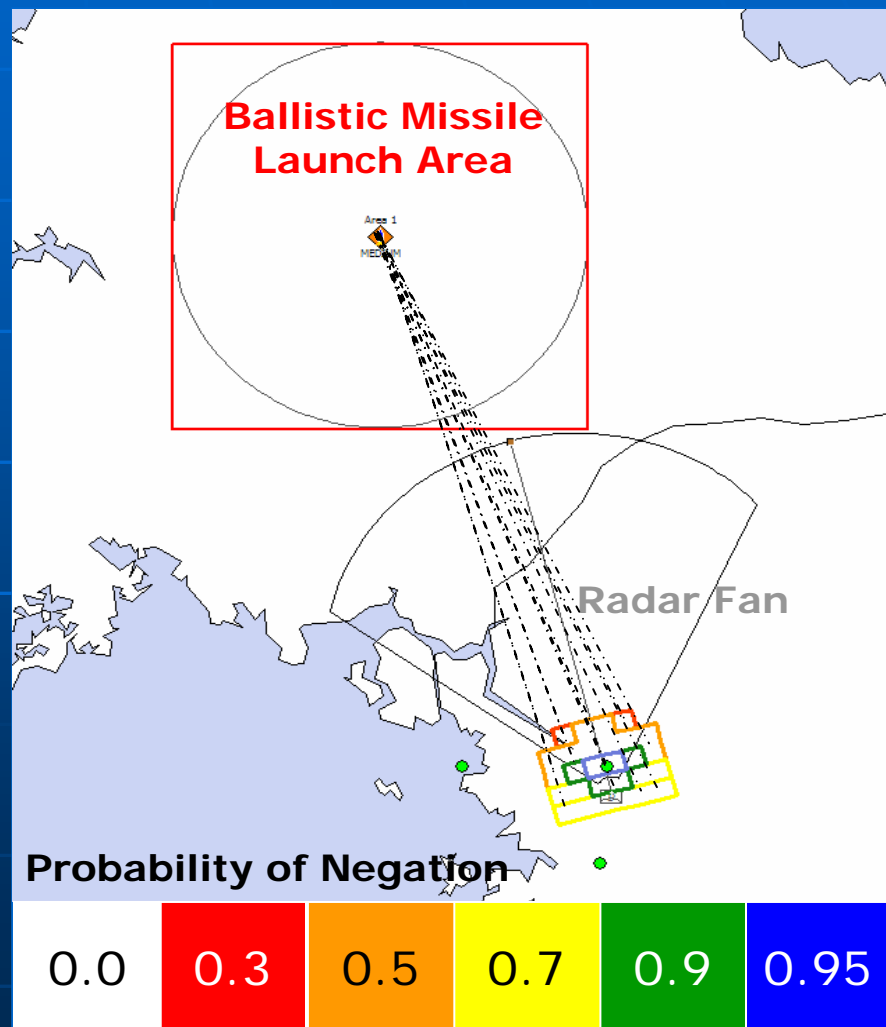 Ballistic Missile
Launch Area
Area 1
MEDIUM
Radar Fan
Probability of Negation
0.0 0.3 0.5 0.7 0.9 0.95